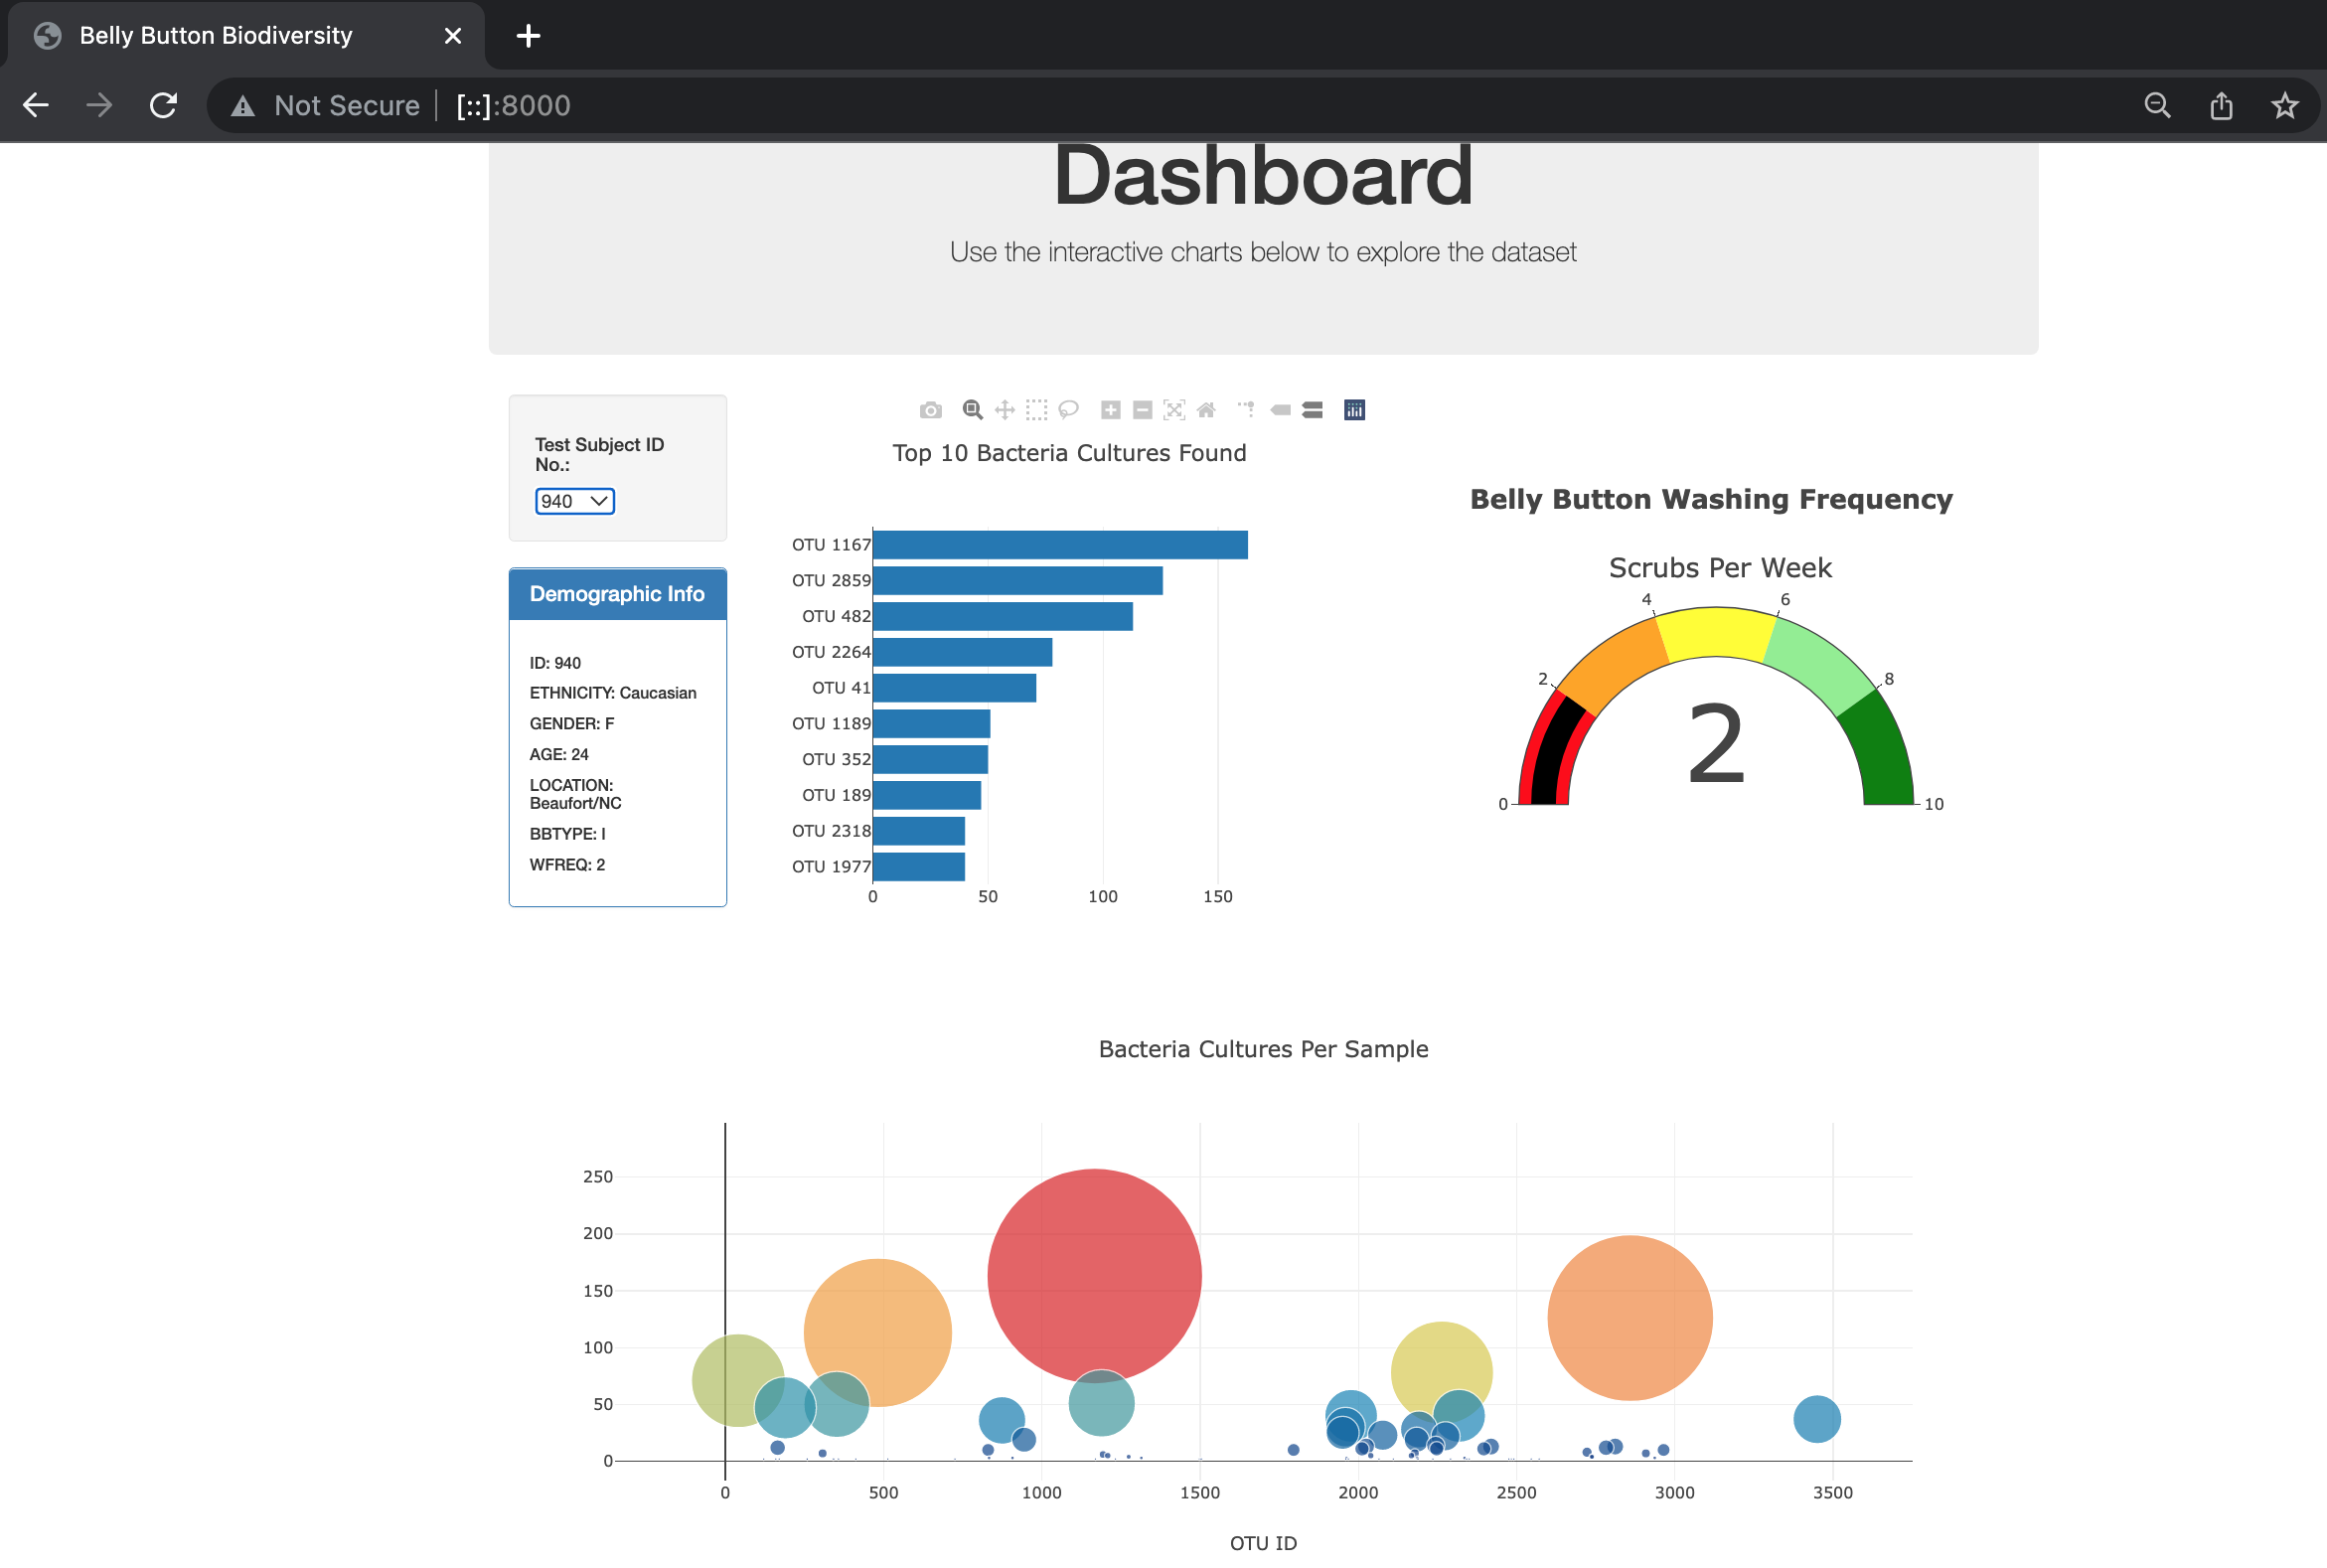 Belly Button Biodiversity
Not Secure
[::]:8000
Dashboard
Use the interactive charts below to explore the dataset
Test Subject ID
No.:
940
Demographic Info
ID: 940
ETHNICITY: Caucasian
GENDER: F
AGE: 24
LOCATION:
Beaufort/NC
BBTYPE: I
WFREQ: 2
Top 10 Bacteria Cultures Found
OTU 1167
OTU 2859
OTU 482
OTU 2264
OTU 41
OTU 1189
OTU 352
OTU 189
OTU 2318
OTU 1977
0 50 100 150
Belly Button Washing Frequency
Scrubs Per Week
4 6
2 8
2
0 10
Bacteria Cultures Per Sample
250
200
150
100
50
0
0 500 1000 1500 2000 2500 3000 3500
OTU ID